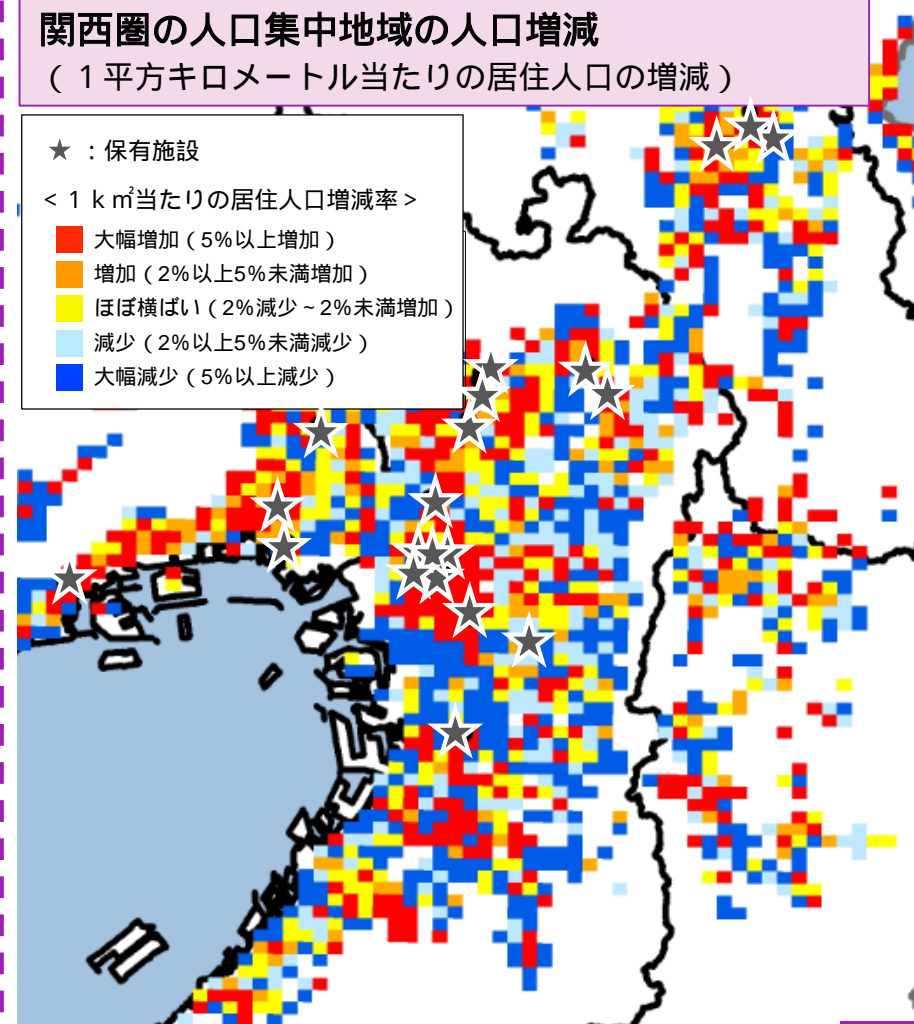 関西圏の人口集中地域の人口増減
（１平方キロメートル当たりの居住人口の増減）
★：保有施設
＜１ｋ㎡当たりの居住人口増減率＞
大幅増加（5%以上増加）
増加（2%以上5%未満増加）
ほぼ横ばい（2%減少~2%未満増加）
減少（2%以上5%未満減少）
大幅減少（5%以上減少）